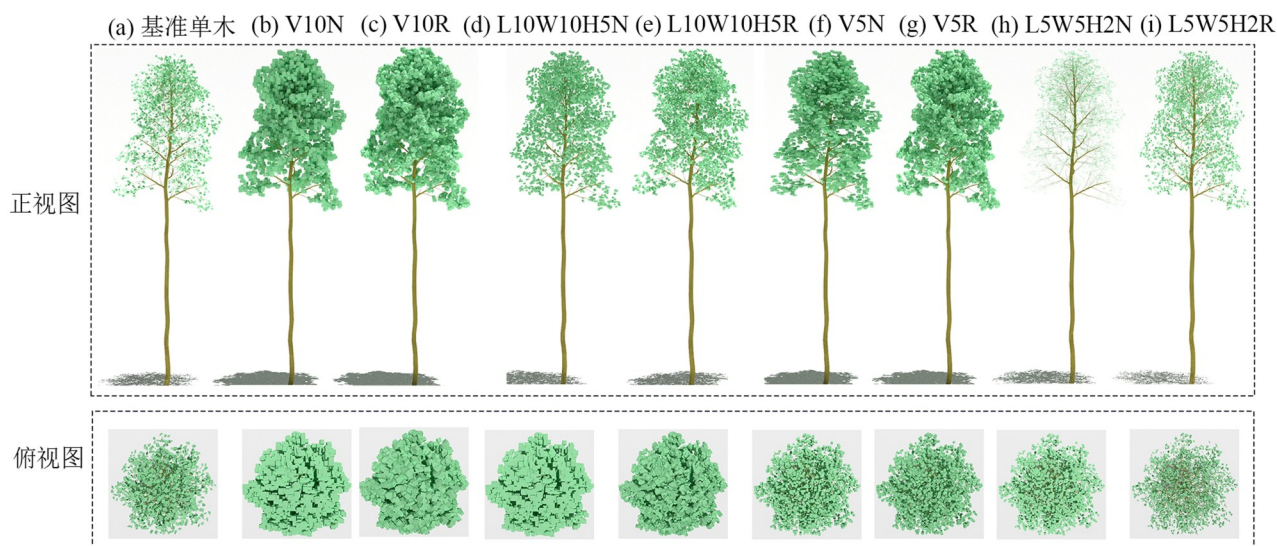 (a) 基准单木 (b) V10N (c) V10R (d) L10W10H5N (e) L10W10H5R (f) V5N (g) V5R (h) L5W5H2N (i) L5W5H2R
正视图
俯视图